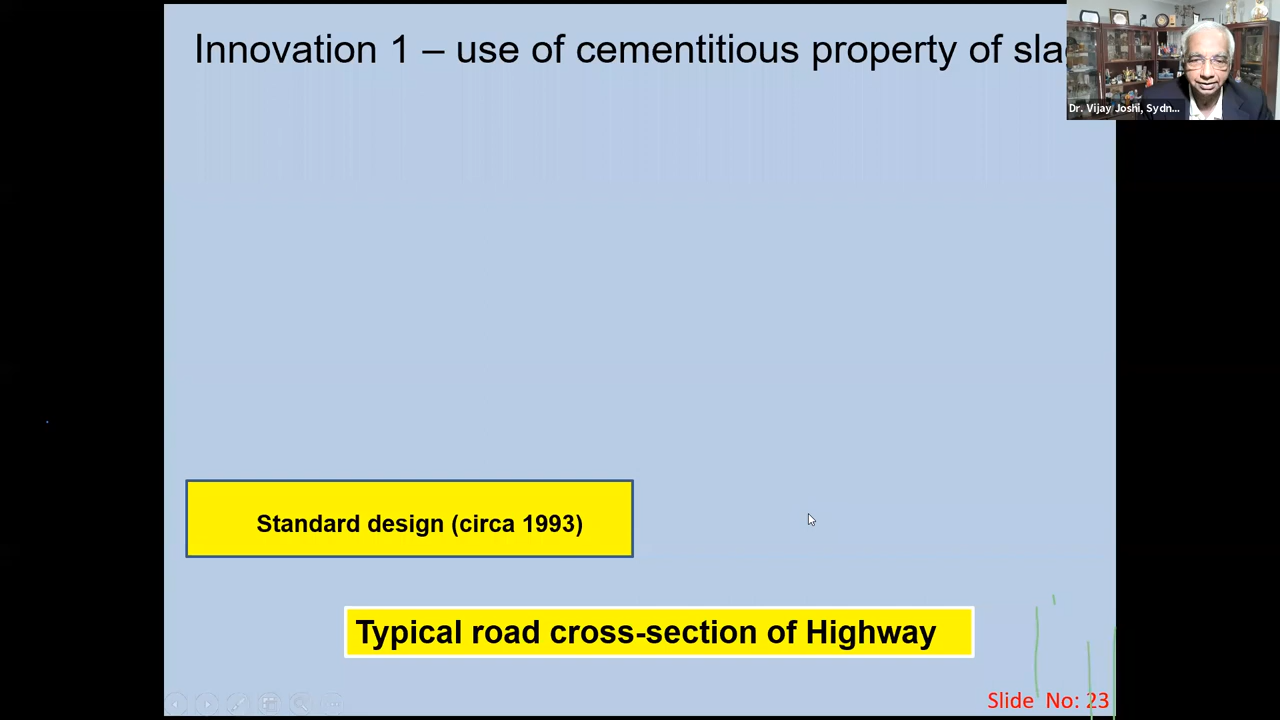 Innovation 1 – use of cementitious property of sla
Dr. Vijay Joshi, Sydn...
Standard design (circa 1993)
Typical road cross-section of Highway
Slide No: 23